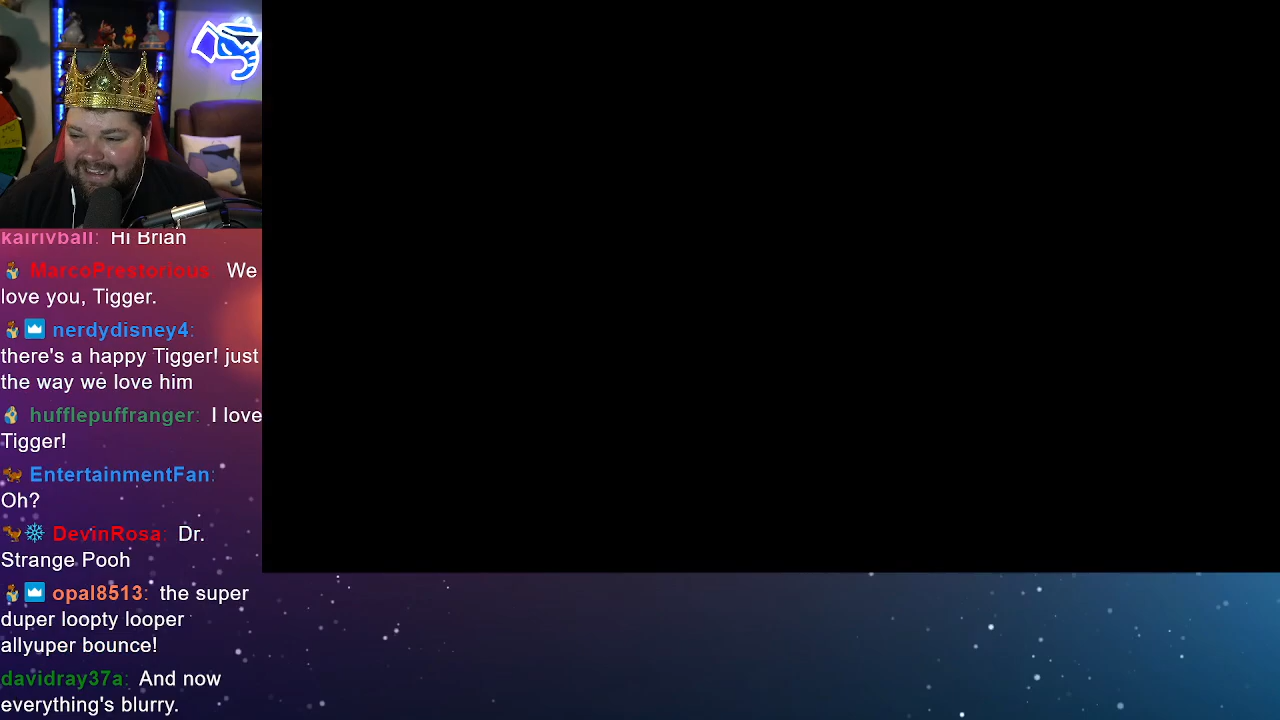 kairivball: Hi Brian
MarcoPrestorious: We
love you, Tigger.
nerdydisney4:
there's a happy Tigger! just
the way we love him
hufflepuffranger: I love
Tigger!
EntertainmentFan:
Oh?
DevinRosa: Dr.
Strange Pooh
opal8513: the super
duper loopty looper
allyuper bounce!
davidray37a: And now
everything's blurry.